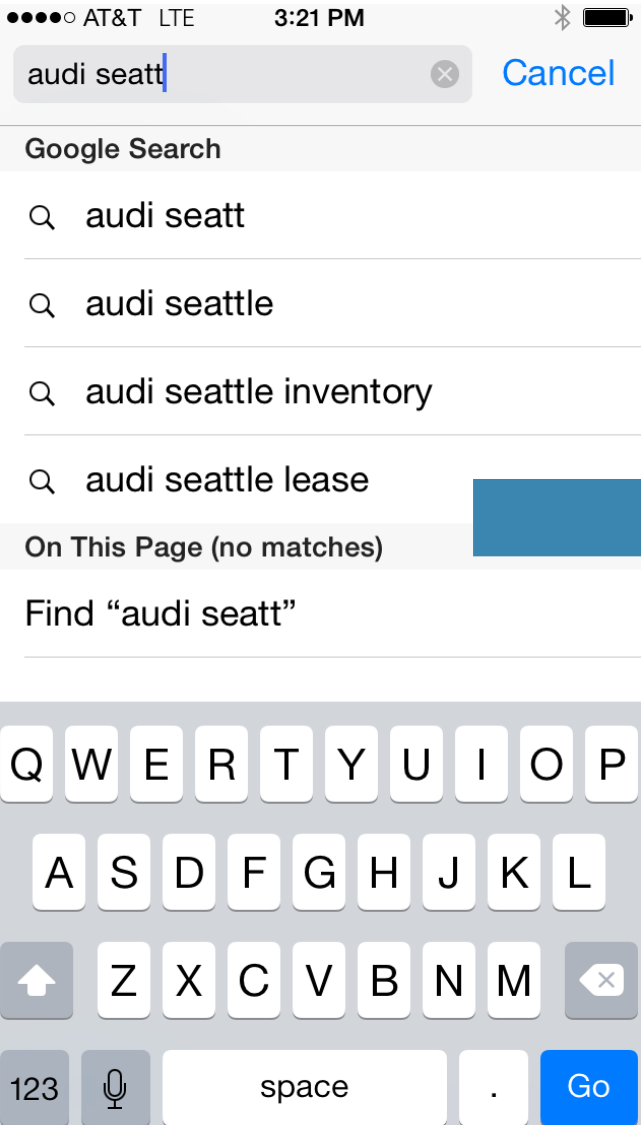 AT&T LTE 3:21 PM
audi seatt Cancel
Google Search
audi seatt
audi seattle
audi seattle inventory
audi seattle lease
On This Page (no matches)
Find “audi seatt”
Q W E R T Y U I O P
A S D F G H J K L
Z X C V B N M
123 space . Go